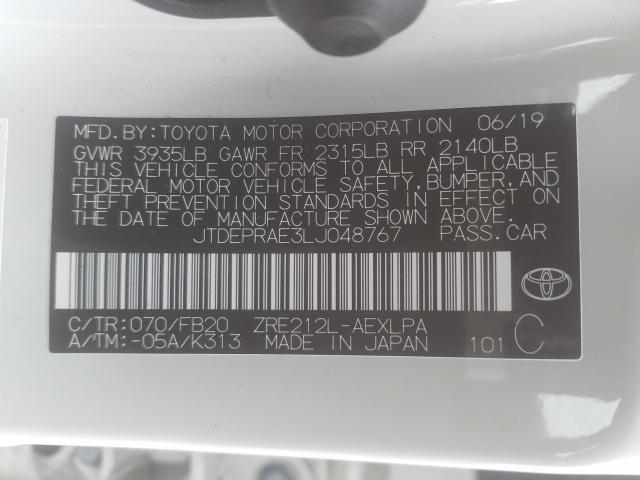 MFD.BY:TOYOTA MOTOR CORPORATION 06/19
GVWR 3935LB GAWR FR 2315LB RR 2140LB
THIS VEHICLE CONFORMS TO ALL APPLICABLE
FEDERAL MOTOR VEHICLE SAFETY,BUMPER,AND
THEFT PREVENTION STANDARDS IN EFFECT ON
THE DATE OF MANUFACTURE SHOWN ABOVE.
JTDEPRAE3LJ048767 PASS.CAR
C/TR:070/FB20 ZRE212L-AEXLPA
A/TM:-05A/K313 MADE IN JAPAN 101 C